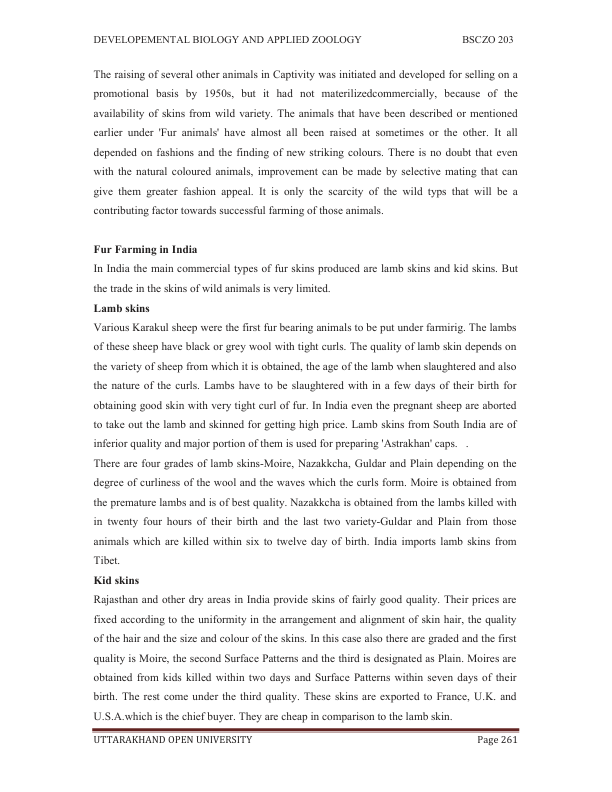 DEVELOPEMENTAL BIOLOGY AND APPLIED ZOOLOGY BSCZO 203
The raising of several other animals in Captivity was initiated and developed for selling on a
promotional basis by 1950s, but it had not materilizedcommercially, because of the
availability of skins from wild variety. The animals that have been described or mentioned
earlier under 'Fur animals' have almost all been raised at sometimes or the other. It all
depended on fashions and the finding of new striking colours. There is no doubt that even
with the natural coloured animals, improvement can be made by selective mating that can
give them greater fashion appeal. It is only the scarcity of the wild typs that will be a
contributing factor towards successful farming of those animals.
Fur Farming in India
In India the main commercial types of fur skins produced are lamb skins and kid skins. But
the trade in the skins of wild animals is very limited.
Lamb skins
Various Karakul sheep were the first fur bearing animals to be put under farmirig. The lambs
of these sheep have black or grey wool with tight curls. The quality of lamb skin depends on
the variety of sheep from which it is obtained, the age of the lamb when slaughtered and also
the nature of the curls. Lambs have to be slaughtered with in a few days of their birth for
obtaining good skin with very tight curl of fur. In India even the pregnant sheep are aborted
to take out the lamb and skinned for getting high price. Lamb skins from South India are of
inferior quality and major portion of them is used for preparing 'Astrakhan' caps. .
There are four grades of lamb skins-Moire, Nazakkcha, Guldar and Plain depending on the
degree of curliness of the wool and the waves which the curls form. Moire is obtained from
the premature lambs and is of best quality. Nazakkcha is obtained from the lambs killed with
in twenty four hours of their birth and the last two variety-Guldar and Plain from those
animals which are killed within six to twelve day of birth. India imports lamb skins from
Tibet.
Kid skins
Rajasthan and other dry areas in India provide skins of fairly good quality. Their prices are
fixed according to the uniformity in the arrangement and alignment of skin hair, the quality
of the hair and the size and colour of the skins. In this case also there are graded and the first
quality is Moire, the second Surface Patterns and the third is designated as Plain. Moires are
obtained from kids killed within two days and Surface Patterns within seven days of their
birth. The rest come under the third quality. These skins are exported to France, U.K. and
U.S.A.which is the chief buyer. They are cheap in comparison to the lamb skin.
UTTARAKHAND OPEN UNIVERSITY Page 261